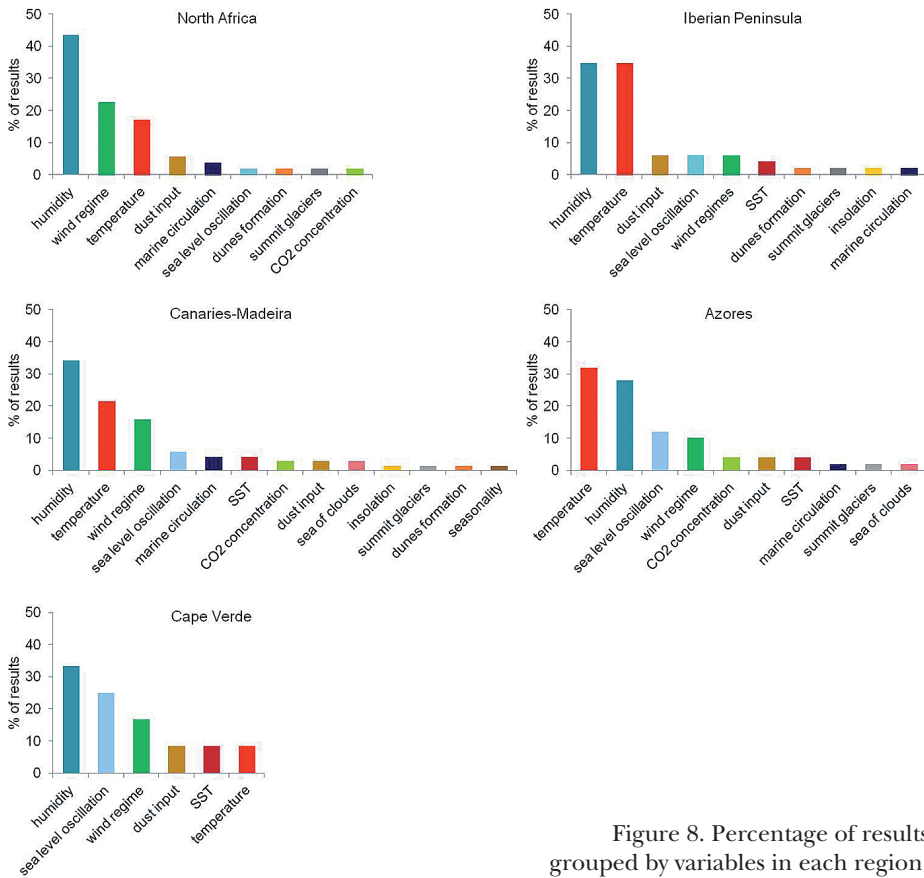 North Africa
% of results
50
40
30
20
10
0
humidity
wind regime
temperature
dust input
marine circulation
sea level oscillation
dunes formation
summit glaciers
CO2 concentration
Iberian Peninsula
% of results
50
40
30
20
10
0
humidity
temperature
dust input
sea level oscillation
wind regimes
SST
dunes formation
summit glaciers
insolation
marine circulation
Canaries-Madeira
% of results
50
40
30
20
10
0
humidity
temperature
wind regime
sea level oscillation
marine circulation
SST
CO2 concentration
dust input
sea of clouds
insolation
summit glaciers
dunes formation
seasonality
Azores
% of results
50
40
30
20
10
0
temperature
humidity
sea level oscillation
wind regime
CO2 concentration
dust input
SST
marine circulation
summit glaciers
sea of clouds
Cape Verde
% of results
50
40
30
20
10
0
humidity
sea level oscillation
wind regime
dust input
SST
temperature
Figure 8. Percentage of results
grouped by variables in each region